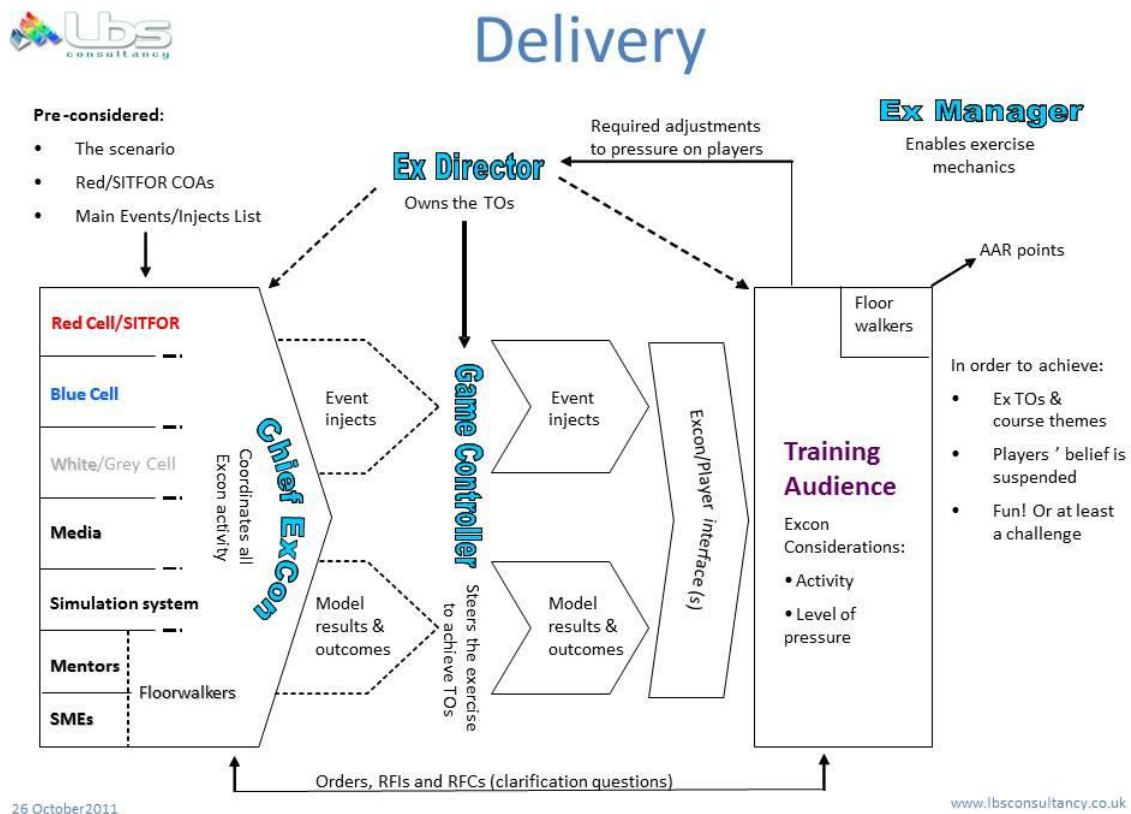 Lbs
consultancy
Delivery
Pre-considered:
• The scenario
• Red/SITFOR COAs
• Main Events/Injects List
Ex Director
Owns the TOs
Required adjustments
to pressure on players
Ex Manager
Enables exercise
mechanics
AAR points
Red Cell/SITFOR
Blue Cell
White/Grey Cell
Media
Simulation system
Mentors
SMEs
Floorwalkers
Coordinates all
Excon activity
Chief ExCon
Event
injects
Model
results &
outcomes
Game Controller
Steers the exercise
to achieve TOs
Event
injects
Model
results &
outcomes
Excon/Player interface(s)
Floor
walkers
Training
Audience
Excon
Considerations:
• Activity
• Level of
pressure
In order to achieve:
• Ex TOs &
course themes
• Players ’ belief is
suspended
• Fun! Or at least
a challenge
Orders, RFIs and RFCs (clarification questions)
26 October2011
www.lbsconsultancy.co.uk